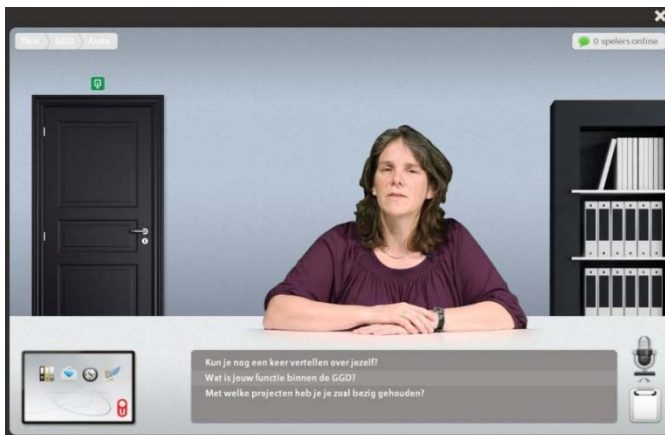 Plein GGD Anita
0 spelers online
Kun je nog een keer vertellen over jezelf?
Wat is jouw functie binnen de GGD?
Met welke projecten heb je je zoal bezig gehouden?